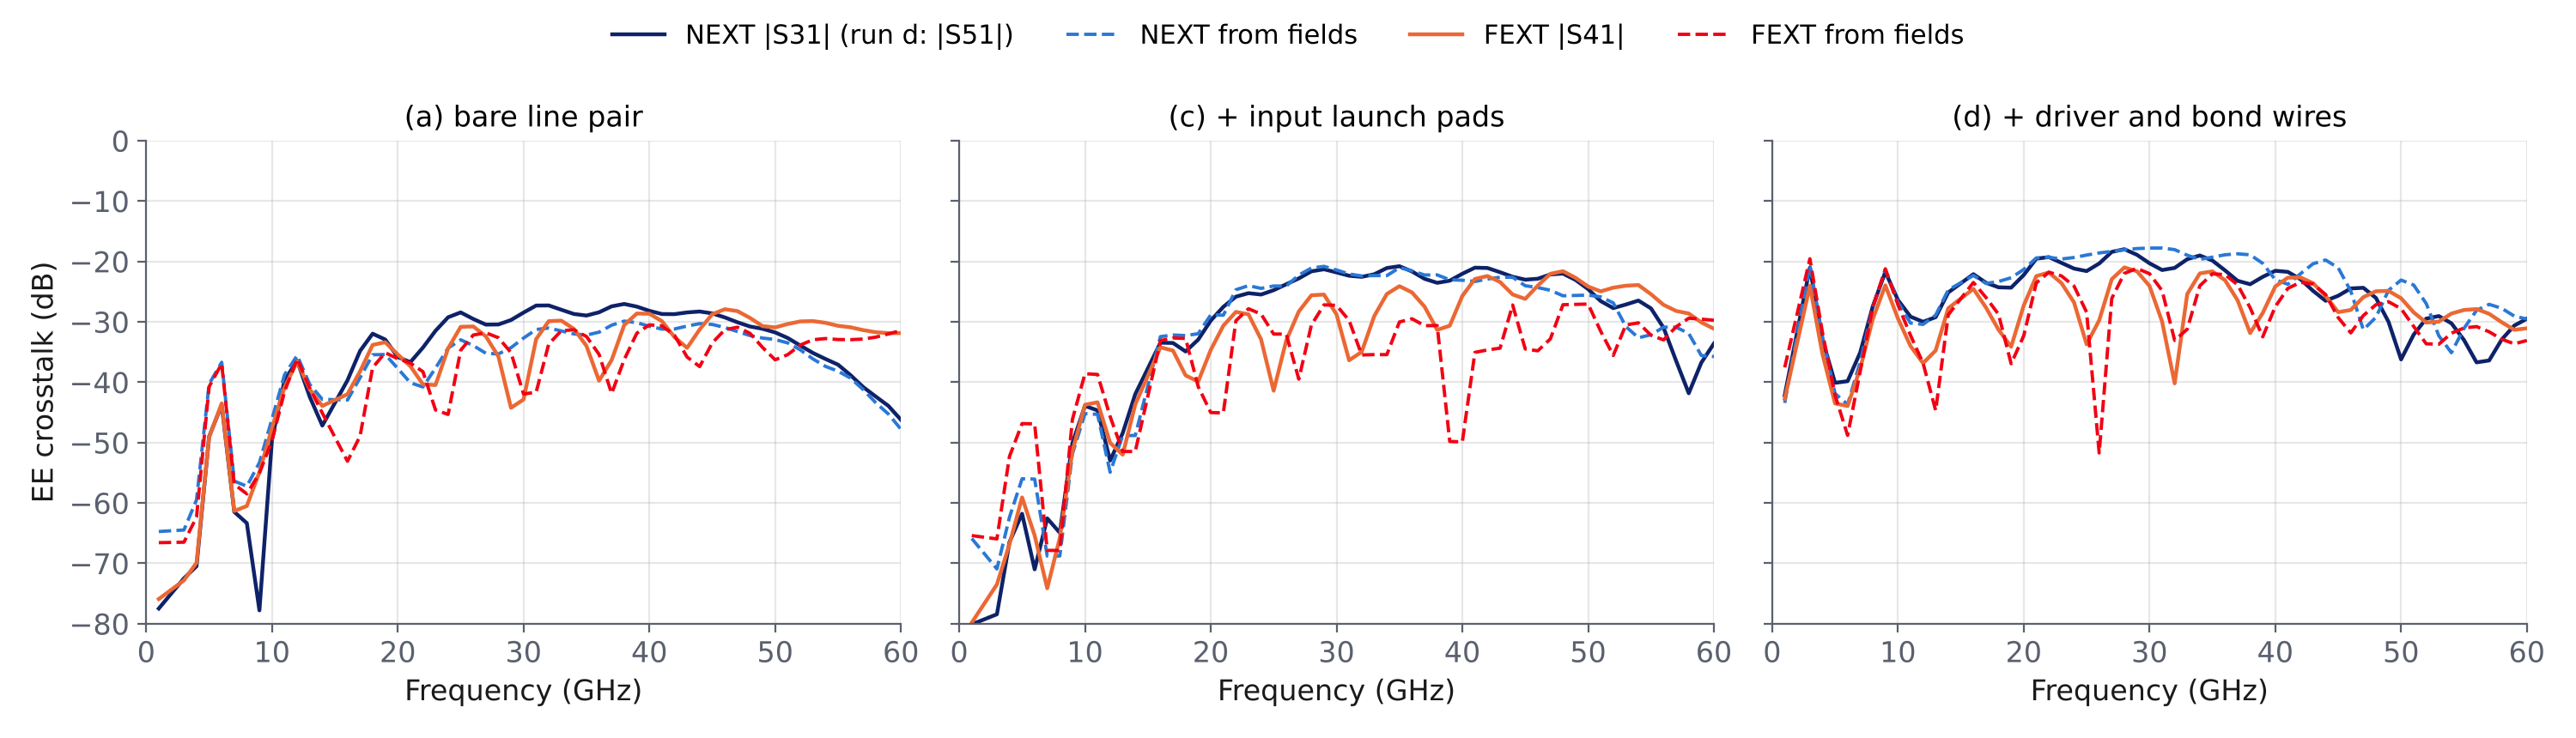 NEXT |S31| (run d: |S51|) NEXT from fields FEXT |S41| FEXT from fields
(a) bare line pair (c) + input launch pads (d) + driver and bond wires
EE crosstalk (dB)
0
−10
−20
−30
−40
−50
−60
−70
−80
0 10 20 30 40 50 60 0 10 20 30 40 50 60 0 10 20 30 40 50 60
Frequency (GHz) Frequency (GHz) Frequency (GHz)